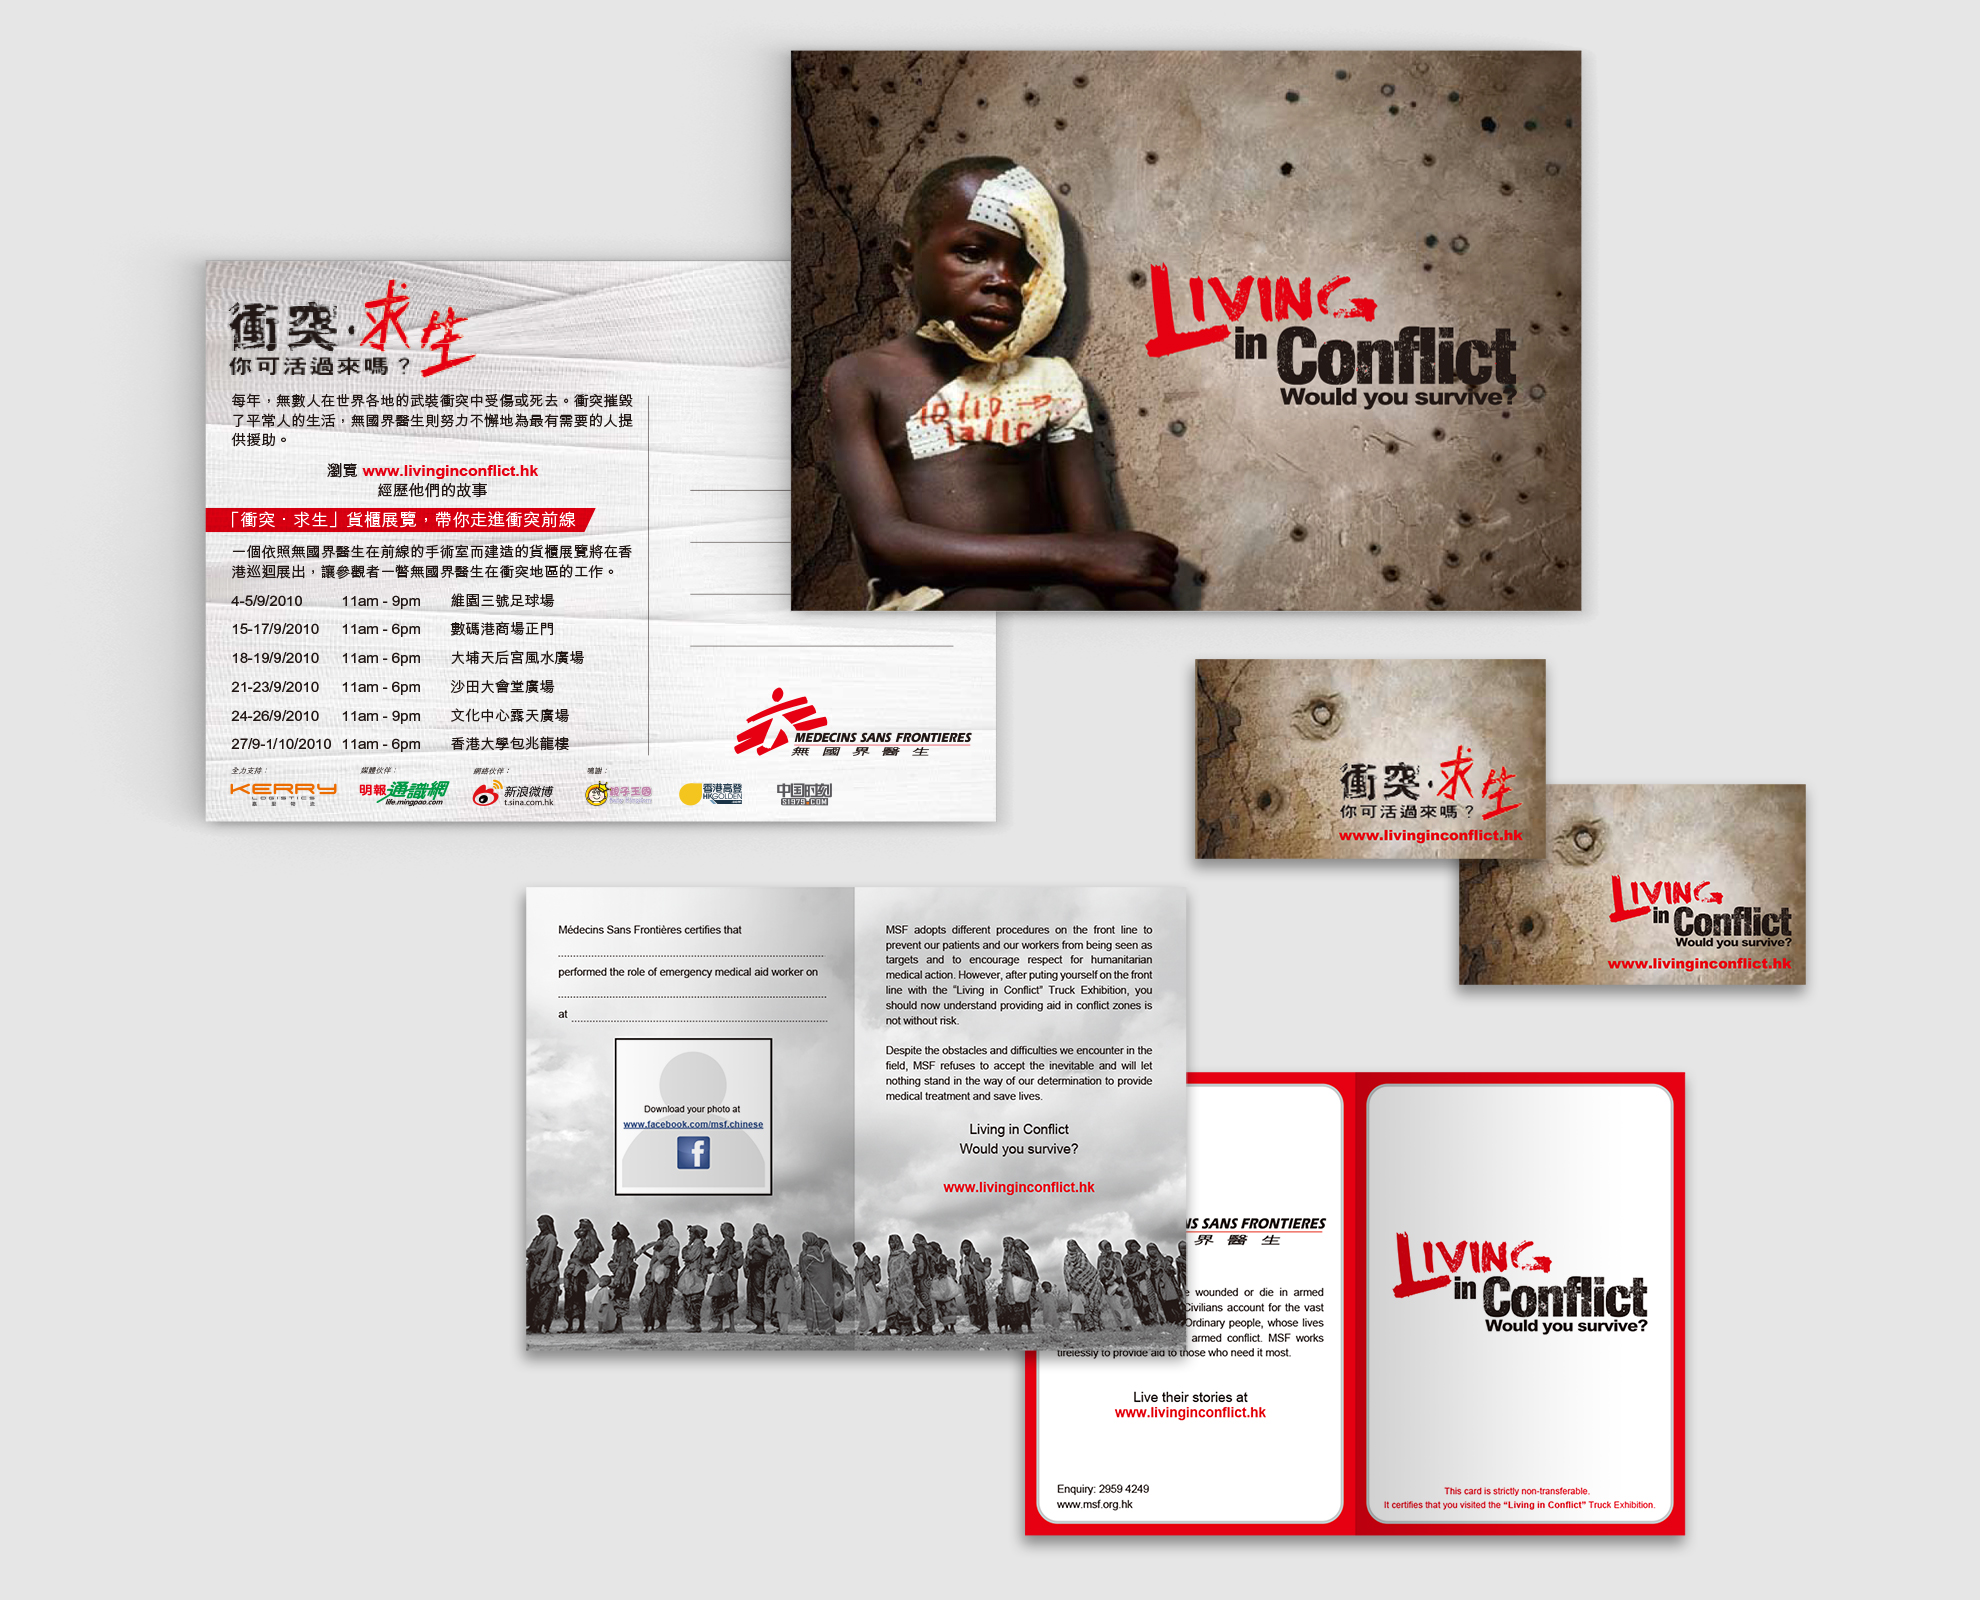 衝突·求生
你可活過來嗎？
每年，無數人在世界各地的武裝衝突中受傷或死去。衝突摧毀
了平常人的生活，無國界醫生則努力不懈地為最有需要的人提
供援助。
瀏覽 www.livinginconflict.hk
經歷他們的故事
「衝突．求生」貨櫃展覽，帶你走進衝突前線
一個依照無國界醫生在前線的手術室而建造的貨櫃展覽將在香
港巡迴展出，讓參觀者一瞥無國界醫生在衝突地區的工作。
4-5/9/2010 11am - 9pm 維園三號足球場
15-17/9/2010 11am - 6pm 數碼港商場正門
18-19/9/2010 11am - 6pm 大埔天后宮風水廣場
21-23/9/2010 11am - 6pm 沙田大會堂廣場
24-26/9/2010 11am - 9pm 文化中心露天廣場
27/9-1/10/2010 11am - 6pm 香港大學包兆龍樓
全力支持：
KERRY
LOGISTICS
媒體伙伴：
明報通識網
life.mingpao.com
網絡伙伴：
新浪微博
t.sina.com.hk
鳴謝：
親子王國
香港高登
HKGOLDEN
中国时刻
S1979.COM
MEDECINS SANS FRONTIERES
無國界醫生
10/10
LIVING
in Conflict
Would you survive?
衝突·求生
你可活過來嗎？
www.livinginconflict.hk
LIVING
in Conflict
Would you survive?
www.livinginconflict.hk
Médecins Sans Frontières certifies that
performed the role of emergency medical aid worker on
at
Download your photo at
www.facebook.com/msf.chinese
f
MSF adopts different procedures on the front line to
prevent our patients and our workers from being seen as
targets and to encourage respect for humanitarian
medical action. However, after puting yourself on the front
line with the "Living in Conflict" Truck Exhibition, you
should now understand providing aid in conflict zones is
not without risk.
Despite the obstacles and difficulties we encounter in the
field, MSF refuses to accept the inevitable and will let
nothing stand in the way of our determination to provide
medical treatment and save lives.
Living in Conflict
Would you survive?
www.livinginconflict.hk
NS SANS FRONTIERES
界醫生
wounded or die in armed
Civilians account for the vast
Ordinary people, whose lives
armed conflict. MSF works
tirelessly to provide aid to those who need it most.
Live their stories at
www.livinginconflict.hk
Enquiry: 2959 4249
www.msf.org.hk
LIVING
in Conflict
Would you survive?
This card is strictly non-transferable.
It certifies that you visited the "Living in Conflict" Truck Exhibition.